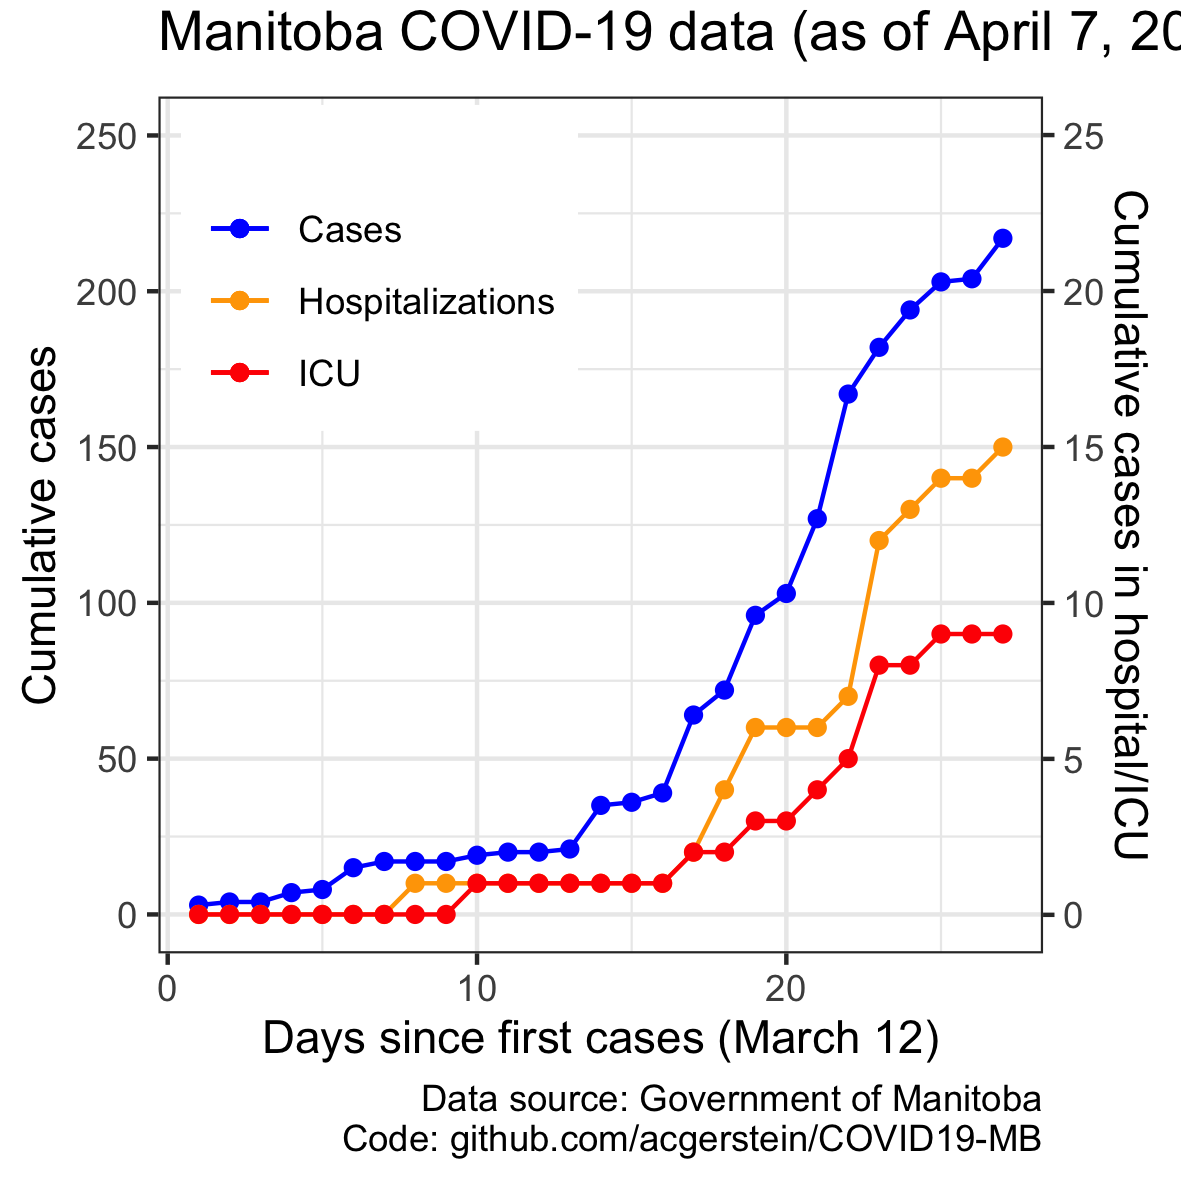 Manitoba COVID-19 data (as of April 7, 20
250
200
150
100
50
0
Cumulative cases
Cases
Hospitalizations
ICU
25
20
15
10
5
0
Cumulative cases in hospital/ICU
0 10 20
Days since first cases (March 12)
Data source: Government of Manitoba
Code: github.com/acgerstein/COVID19-MB